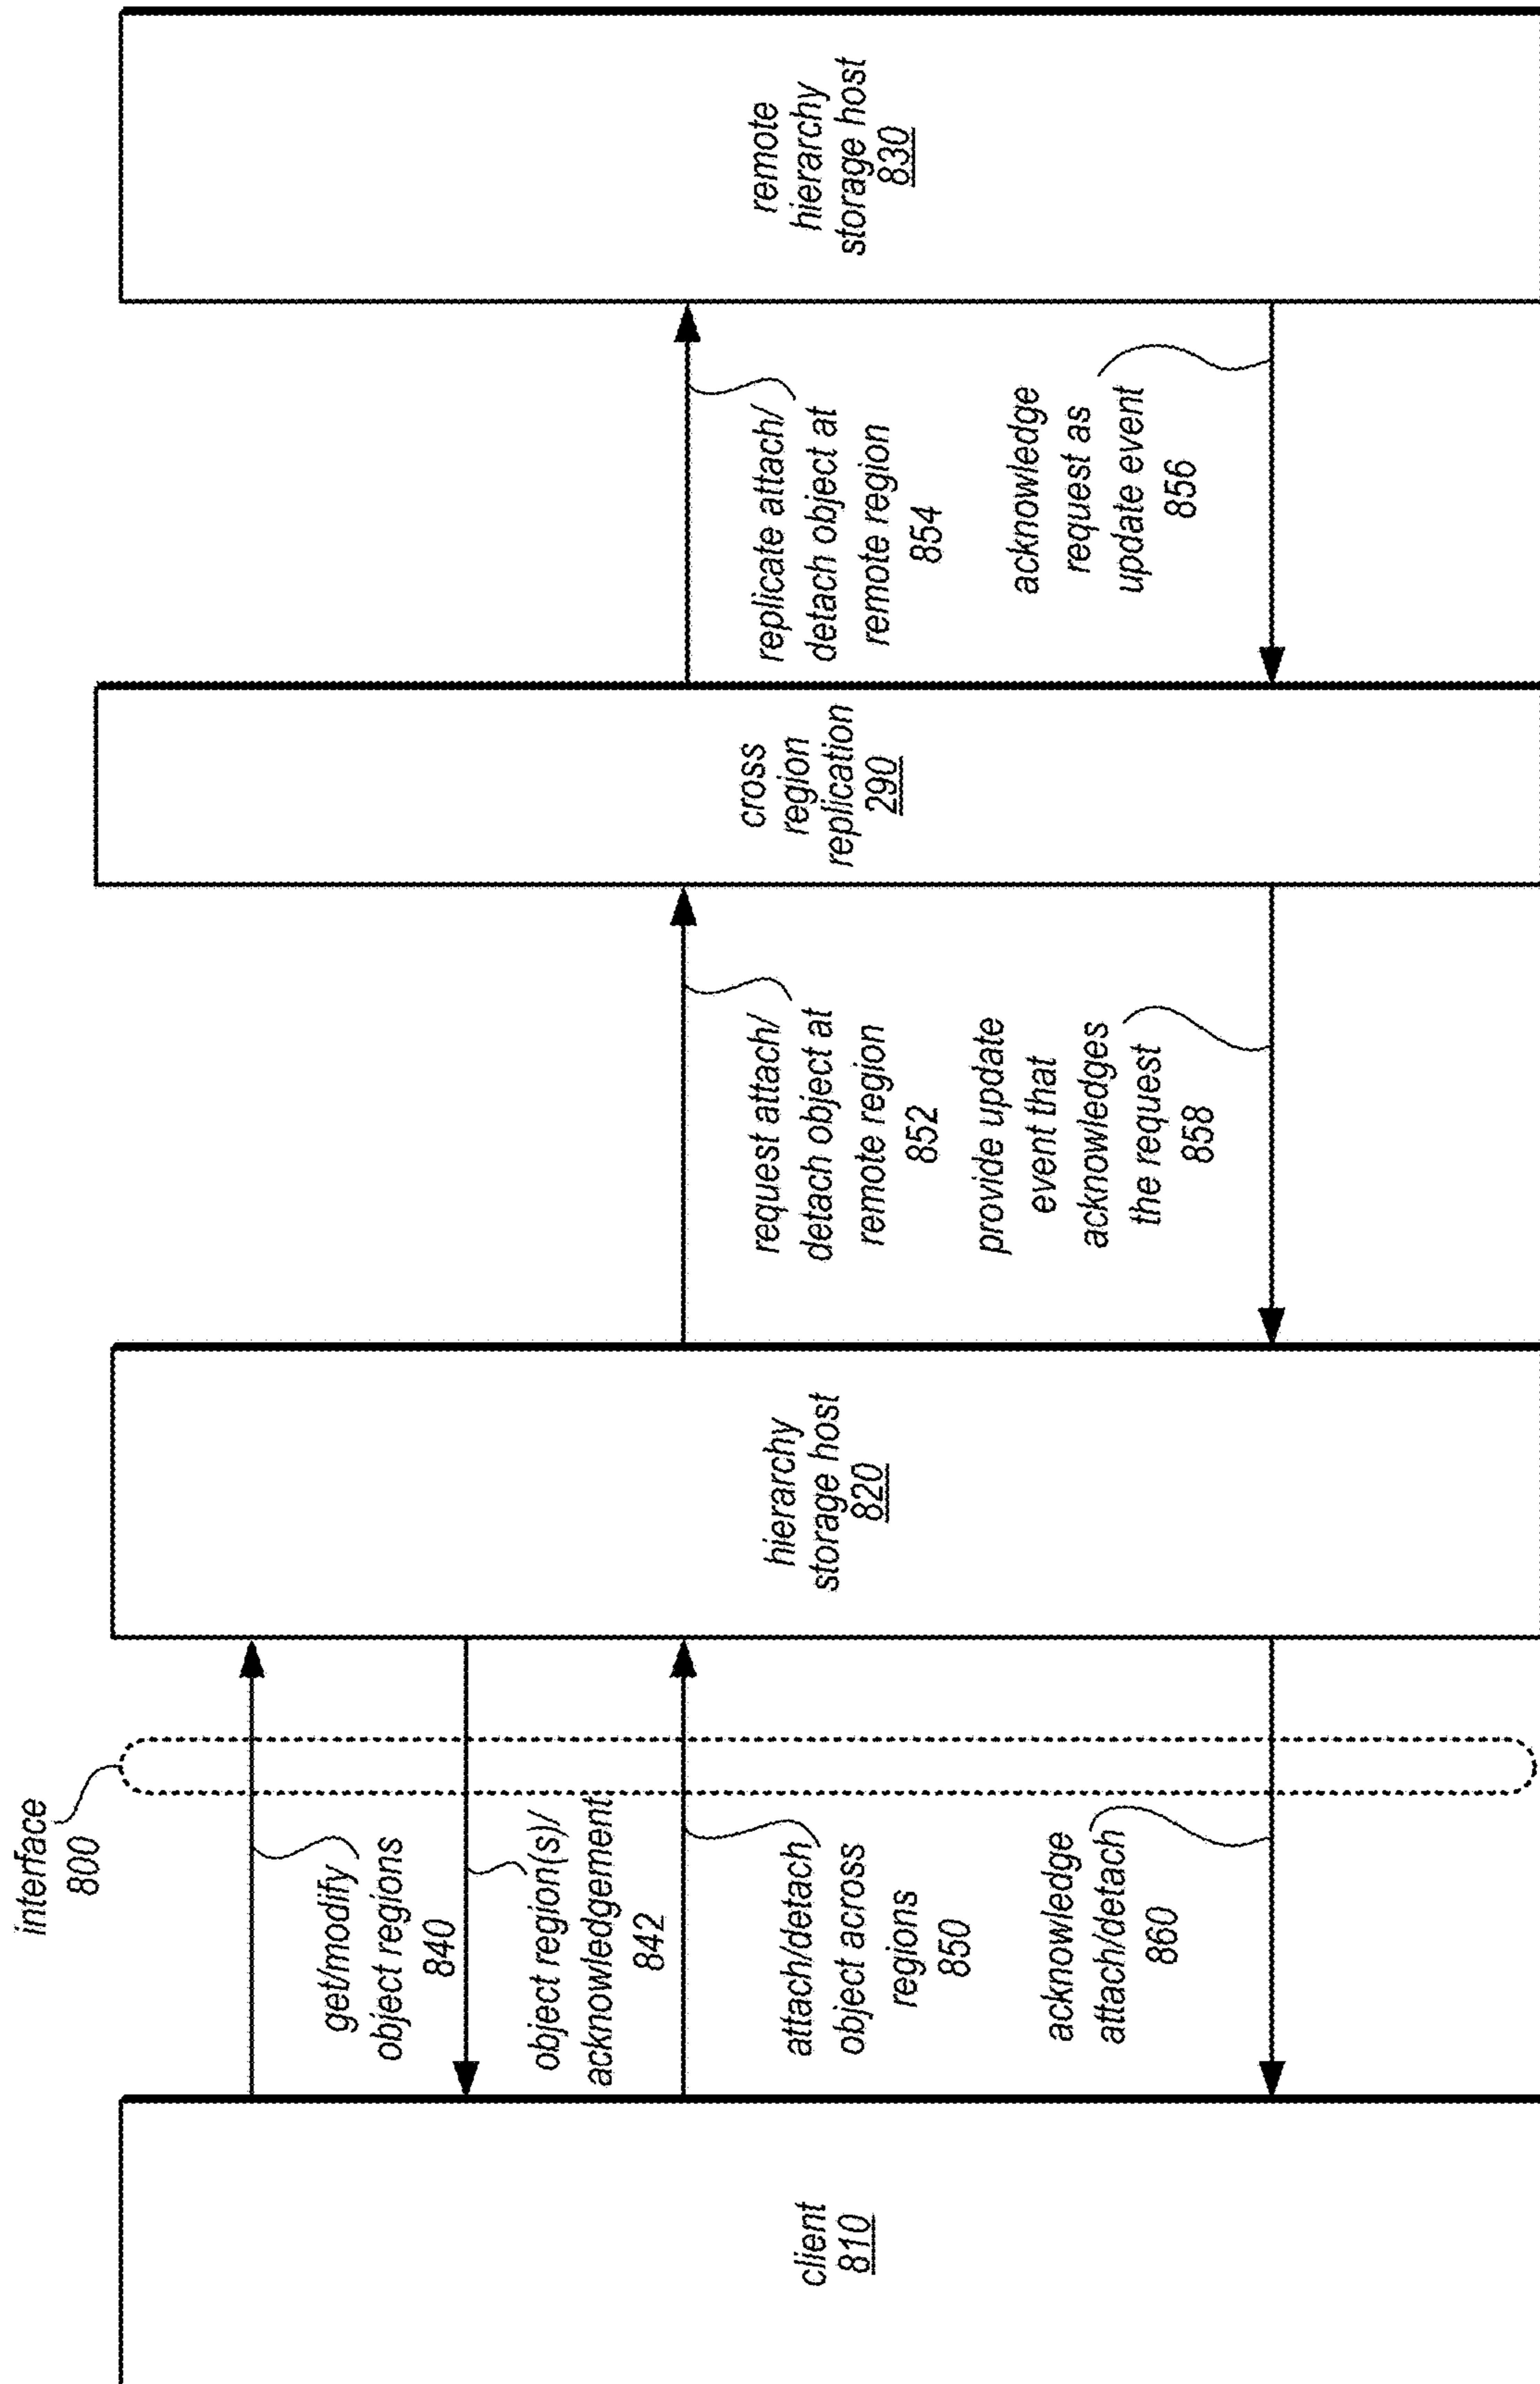 interface
800
client
810
get/modify
object regions
840
object region(s)/
acknowledgement
842
attach/detach
object across
regions
850
acknowledge
attach/detach
860
hierarchy
storage host
820
request attach/
detach object at
remote region
852
provide update
event that
acknowledges
the request
858
cross
region
replication
290
replicate attach/
detach object at
remote region
854
acknowledge
request as
update event
856
remote
hierarchy
storage host
830